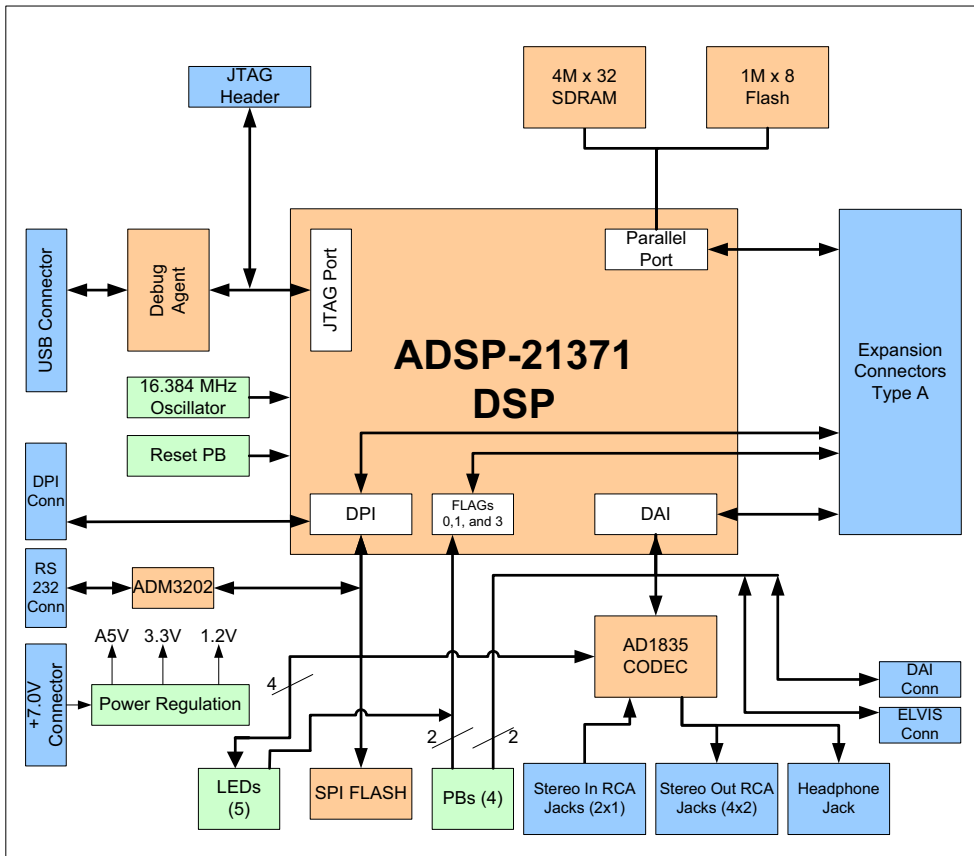 JTAG
Header
4M x 32
SDRAM
1M x 8
Flash
USB Connector
Debug
Agent
JTAG Port
Parallel
Port
ADSP-21371
DSP
Expansion
Connectors
Type A
16.384 MHz
Oscillator
Reset PB
DPI
Conn
DPI
FLAGs
0,1, and 3
DAI
RS
232
Conn
ADM3202
A5V
3.3V
1.2V
+7.0V
Connector
Power Regulation
4
AD1835
CODEC
DAI
Conn
ELVIS
Conn
2
2
LEDs
(5)
SPI FLASH
PBs (4)
Stereo In RCA
Jacks (2x1)
Stereo Out RCA
Jacks (4x2)
Headphone
Jack